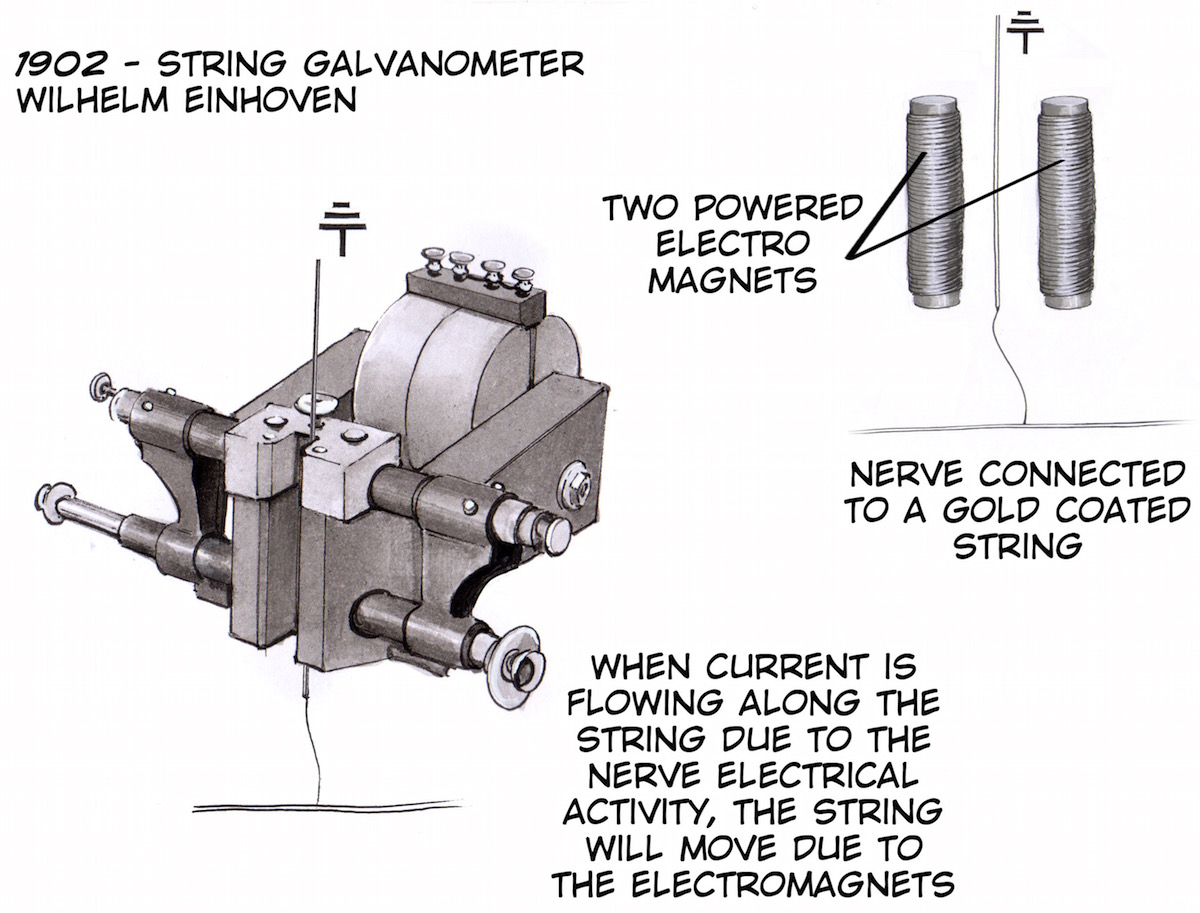 1902 - STRING GALVANOMETER
WILHELM EINHOVEN
TWO POWERED
ELECTRO
MAGNETS
NERVE CONNECTED
TO A GOLD COATED
STRING
WHEN CURRENT IS
FLOWING ALONG THE
STRING DUE TO THE
NERVE ELECTRICAL
ACTIVITY, THE STRING
WILL MOVE DUE TO
THE ELECTROMAGNETS